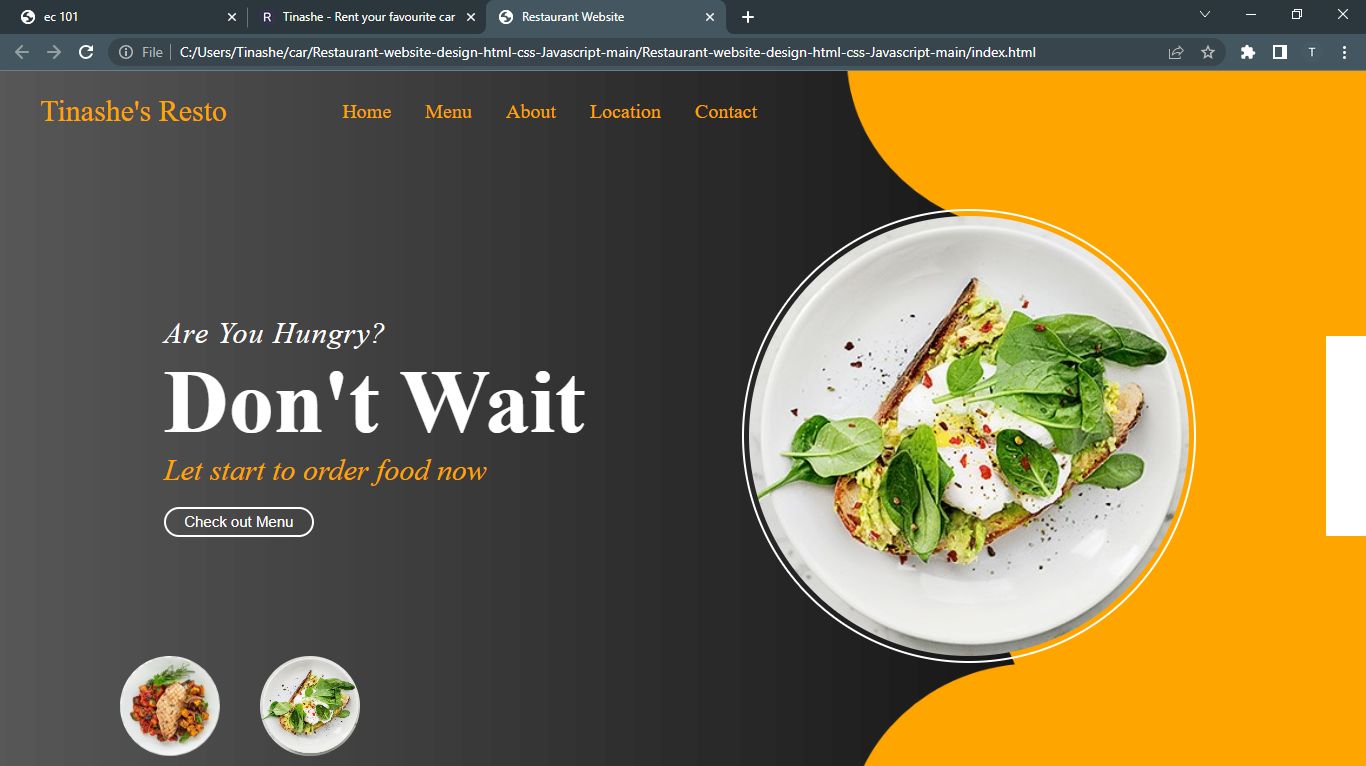 ec 101
R Tinashe - Rent your favourite car
Restaurant Website
File C:/Users/Tinashe/car/Restaurant-website-design-html-css-Javascript-main/Restaurant-website-design-html-css-Javascript-main/index.html
T
Tinashe's Resto
Home Menu About Location Contact
Are You Hungry?
Don't Wait
Let start to order food now
Check out Menu